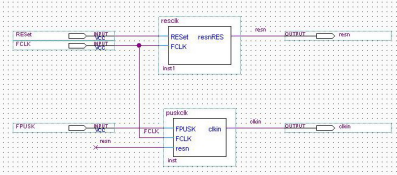 resclk
RESet INPUT VCC
FCLK INPUT VCC
RESet resnRES
FCLK
inst1
resn
OUTPUT resn
puskclk
FPUSK INPUT VCC
resn
FCLK
FPUSK clkin
FCLK
resn
inst
clkin
OUTPUT clkin